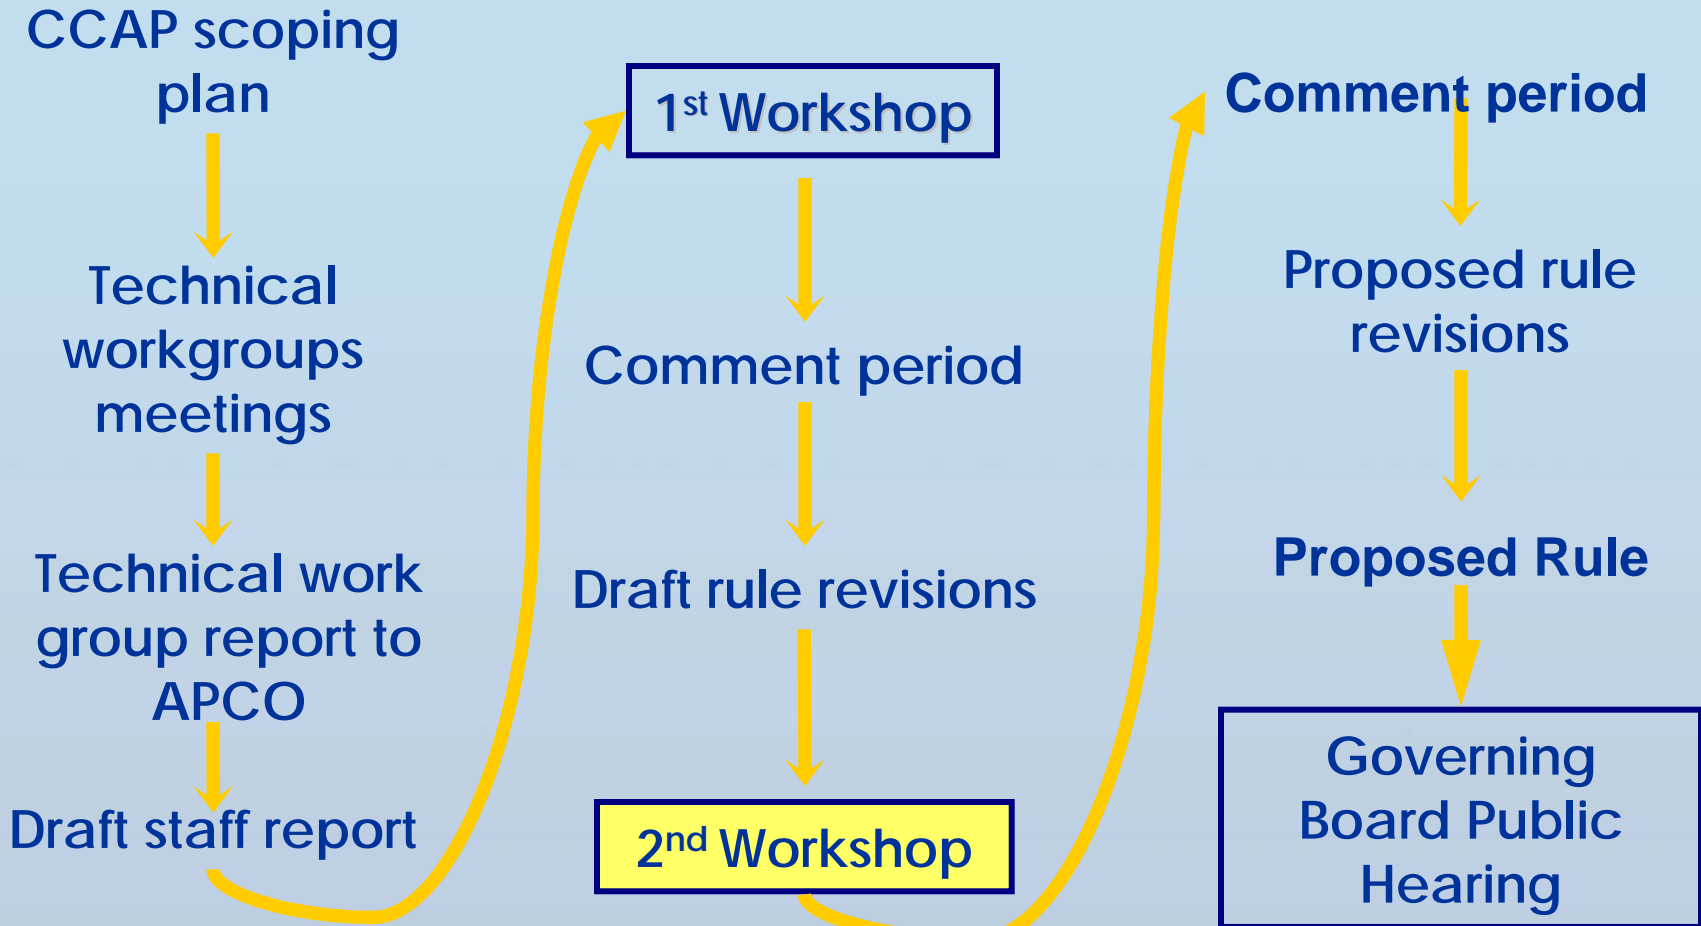 CCAP scoping
plan
Technical
workgroups
meetings
Technical work
group report to
APCO
Draft staff report
1st Workshop
Comment period
Draft rule revisions
2nd Workshop
Comment period
Proposed rule
revisions
Proposed Rule
Governing
Board Public
Hearing